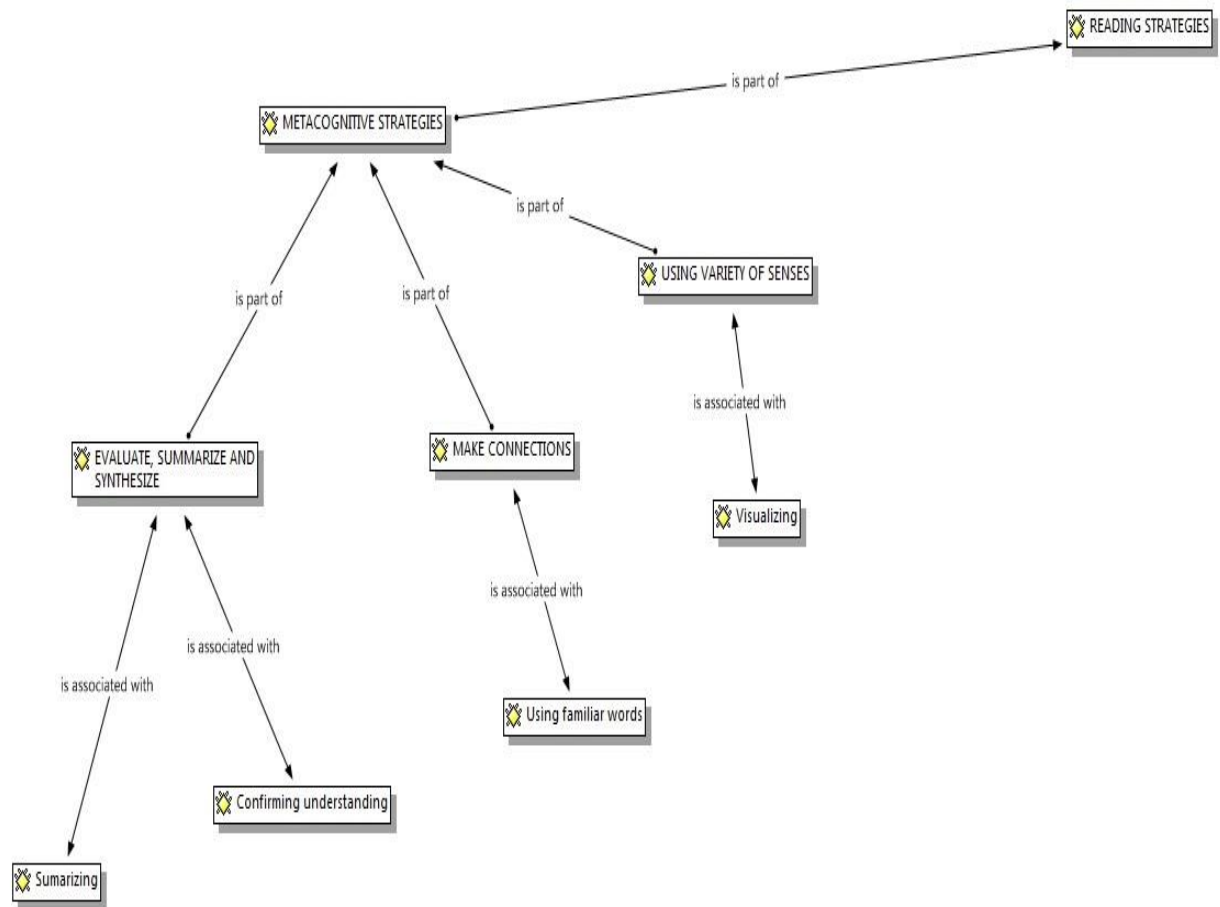 READING STRATEGIES
is part of
METACOGNITIVE STRATEGIES
is part of
USING VARIETY OF SENSES
is part of
is part of
is associated with
EVALUATE, SUMMARIZE AND
SYNTHESIZE
MAKE CONNECTIONS
Visualizing
is associated with
is associated with
is associated with
Using familiar words
Confirming understanding
Sumarizing